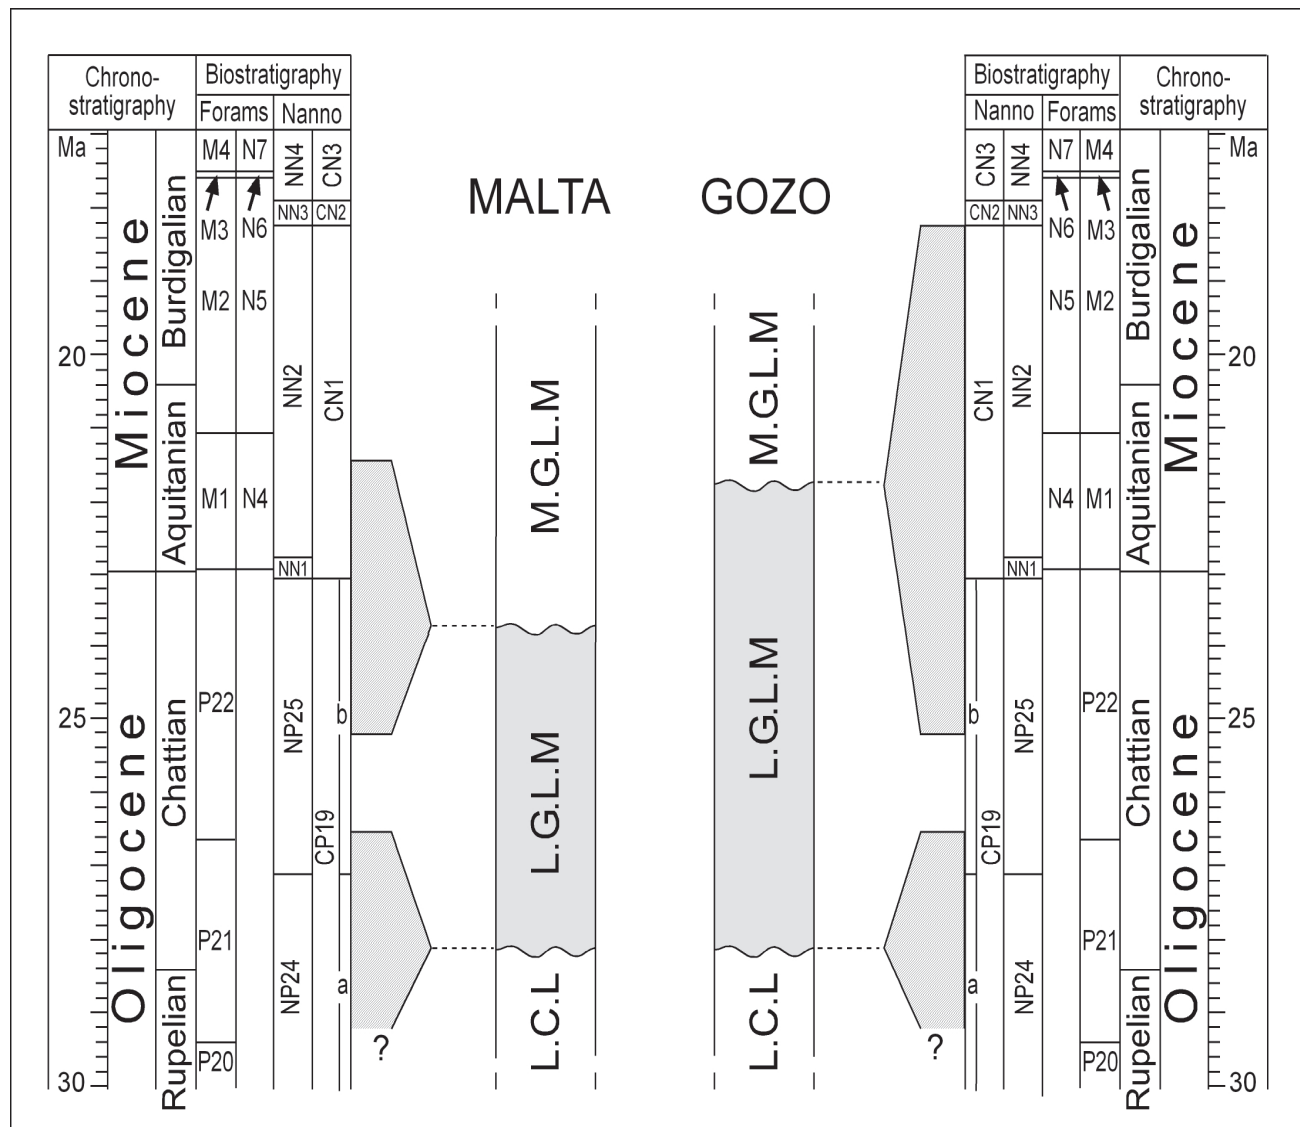 Chrono-
stratigraphy
Biostratigraphy
Forams
Nanno
Ma
20
25
30
Miocene
Oligocene
Burdigalian
Aquitanian
Chattian
Rupelian
M4
M3
M2
M1
P22
P21
P20
N7
N6
N5
N4
NN4
NN3
NN2
NN1
NP25
NP24
CN3
CN2
CN1
CP19
b
a
?
MALTA
M.G.L.M
L.G.L.M
L.C.L
GOZO
M.G.L.M
L.G.L.M
L.C.L
?
Biostratigraphy
Chrono-
stratigraphy
Nanno
Forams
CN3
CN2
CN1
CP19
b
a
NN4
NN3
NN2
NN1
NP25
NP24
N7
N6
N5
N4
M4
M3
M2
M1
P22
P21
P20
Burdigalian
Aquitanian
Chattian
Rupelian
Miocene
Oligocene
Ma
20
25
30